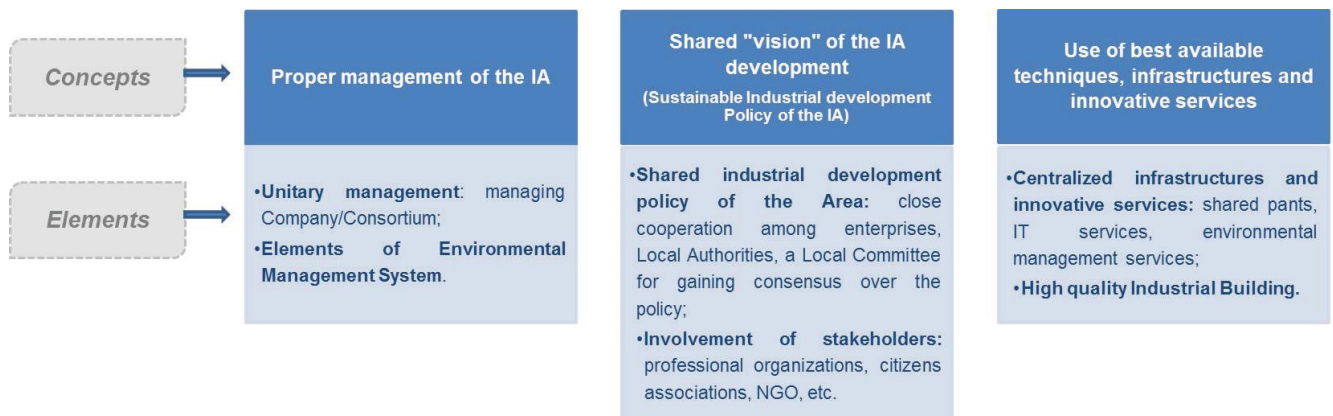 Concepts
Proper management of the IA
Shared "vision" of the IA
development
(Sustainable Industrial development
Policy of the IA)
Use of best available
techniques, infrastructures and
innovative services
Elements
•Unitary management: managing
Company/Consortium;
•Elements of Environmental
Management System.
•Shared industrial development
policy of the Area: close
cooperation among enterprises,
Local Authorities, a Local Committee
for gaining consensus over the
policy;
•Involvement of stakeholders:
professional organizations, citizens
associations, NGO, etc.
•Centralized infrastructures and
innovative services: shared pants,
IT services, environmental
management services;
•High quality Industrial Building.